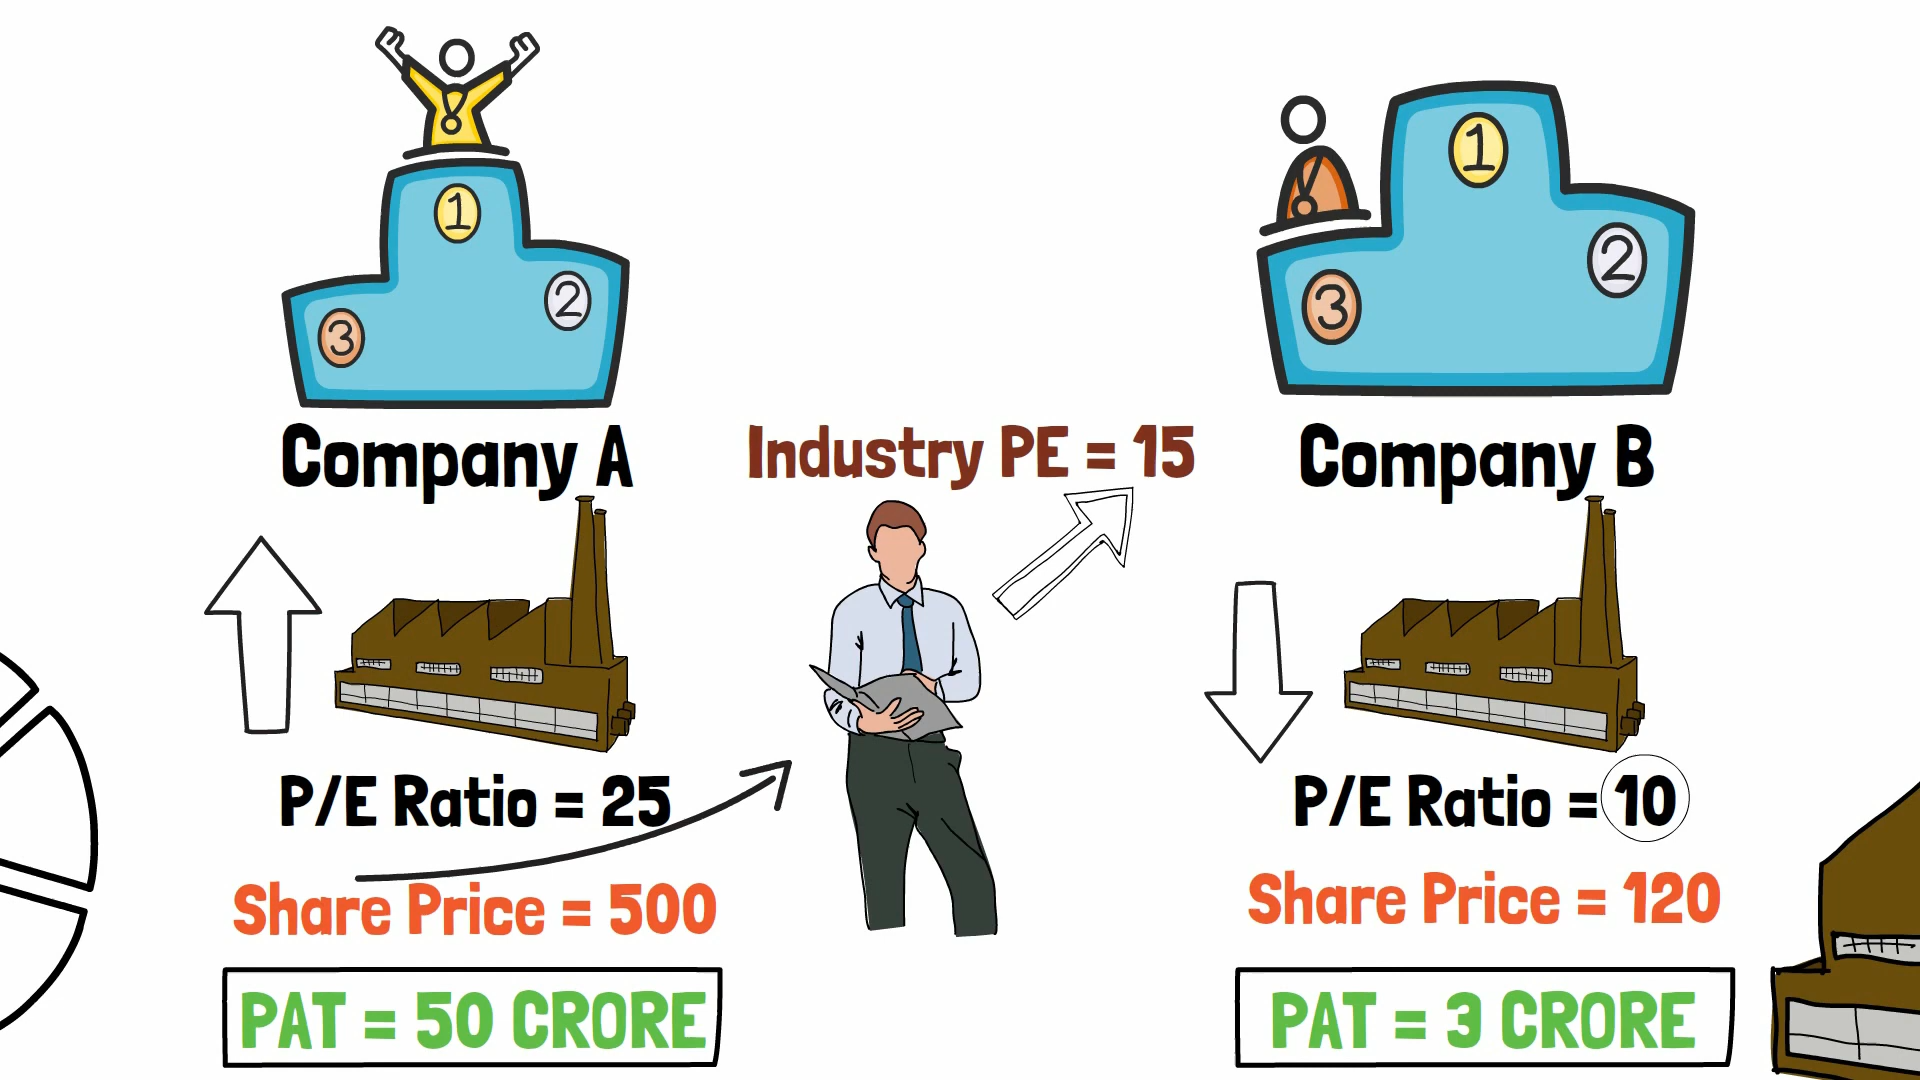 1
2
3
Company A
P/E Ratio = 25
Share Price = 500
PAT = 50 CRORE
Industry PE = 15
1
2
3
Company B
P/E Ratio = 10
Share Price = 120
PAT = 3 CRORE